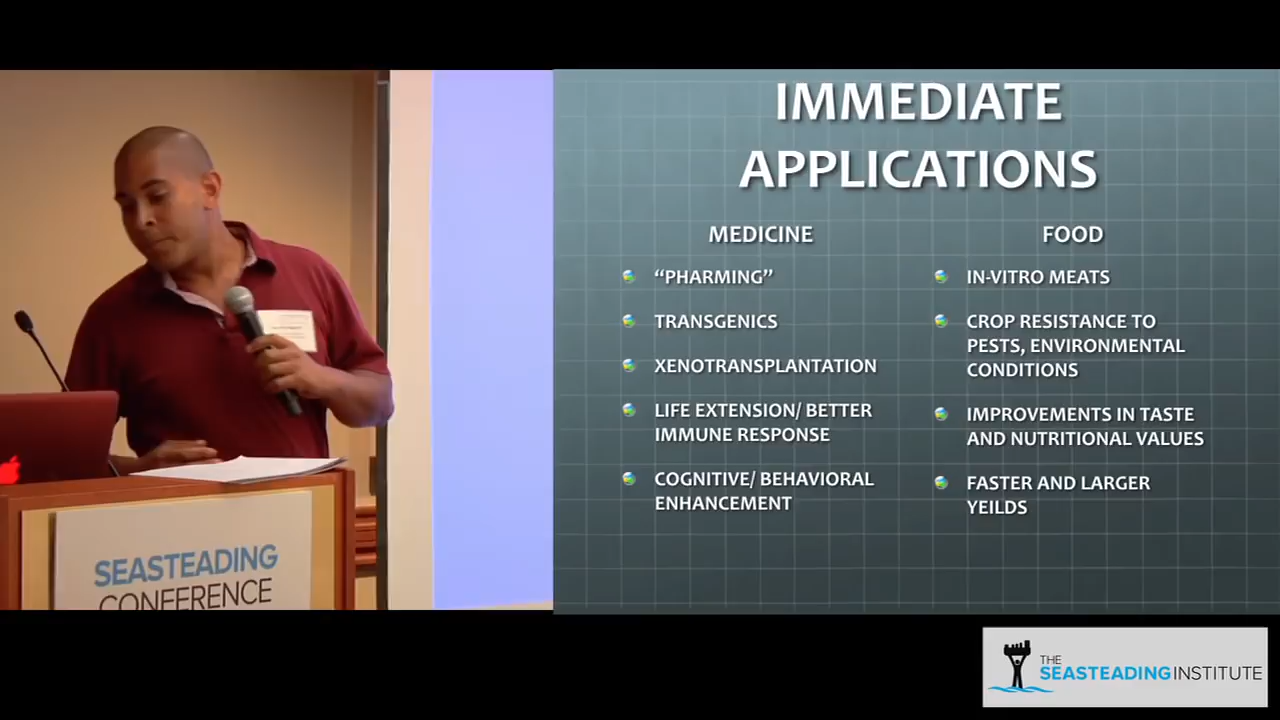 IMMEDIATE
APPLICATIONS
MEDICINE
“PHARMING”
TRANSGENICS
XENOTRANSPLANTATION
LIFE EXTENSION/ BETTER
IMMUNE RESPONSE
COGNITIVE/ BEHAVIORAL
ENHANCEMENT
FOOD
IN-VITRO MEATS
CROP RESISTANCE TO
PESTS, ENVIRONMENTAL
CONDITIONS
IMPROVEMENTS IN TASTE
AND NUTRITIONAL VALUES
FASTER AND LARGER
YEILDS
SEASTEADING
CONFERENCE
THE
SEASTEADING INSTITUTE